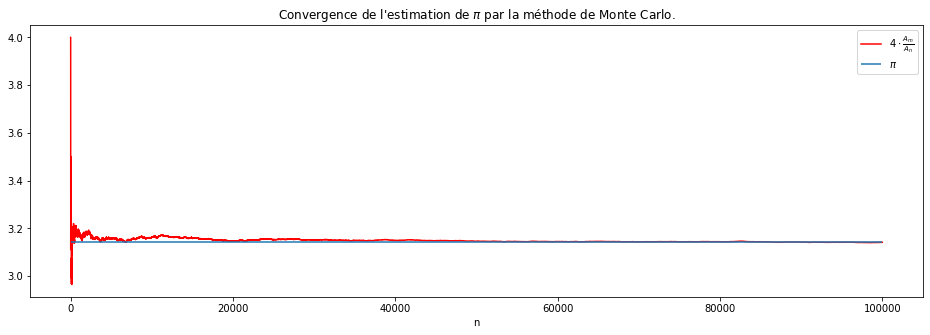 Convergence de l'estimation de π par la méthode de Monte Carlo.
4.0
3.8
3.6
3.4
3.2
3.0
0 20000 40000 60000 80000 100000
n
4 · A_m/A_n
π